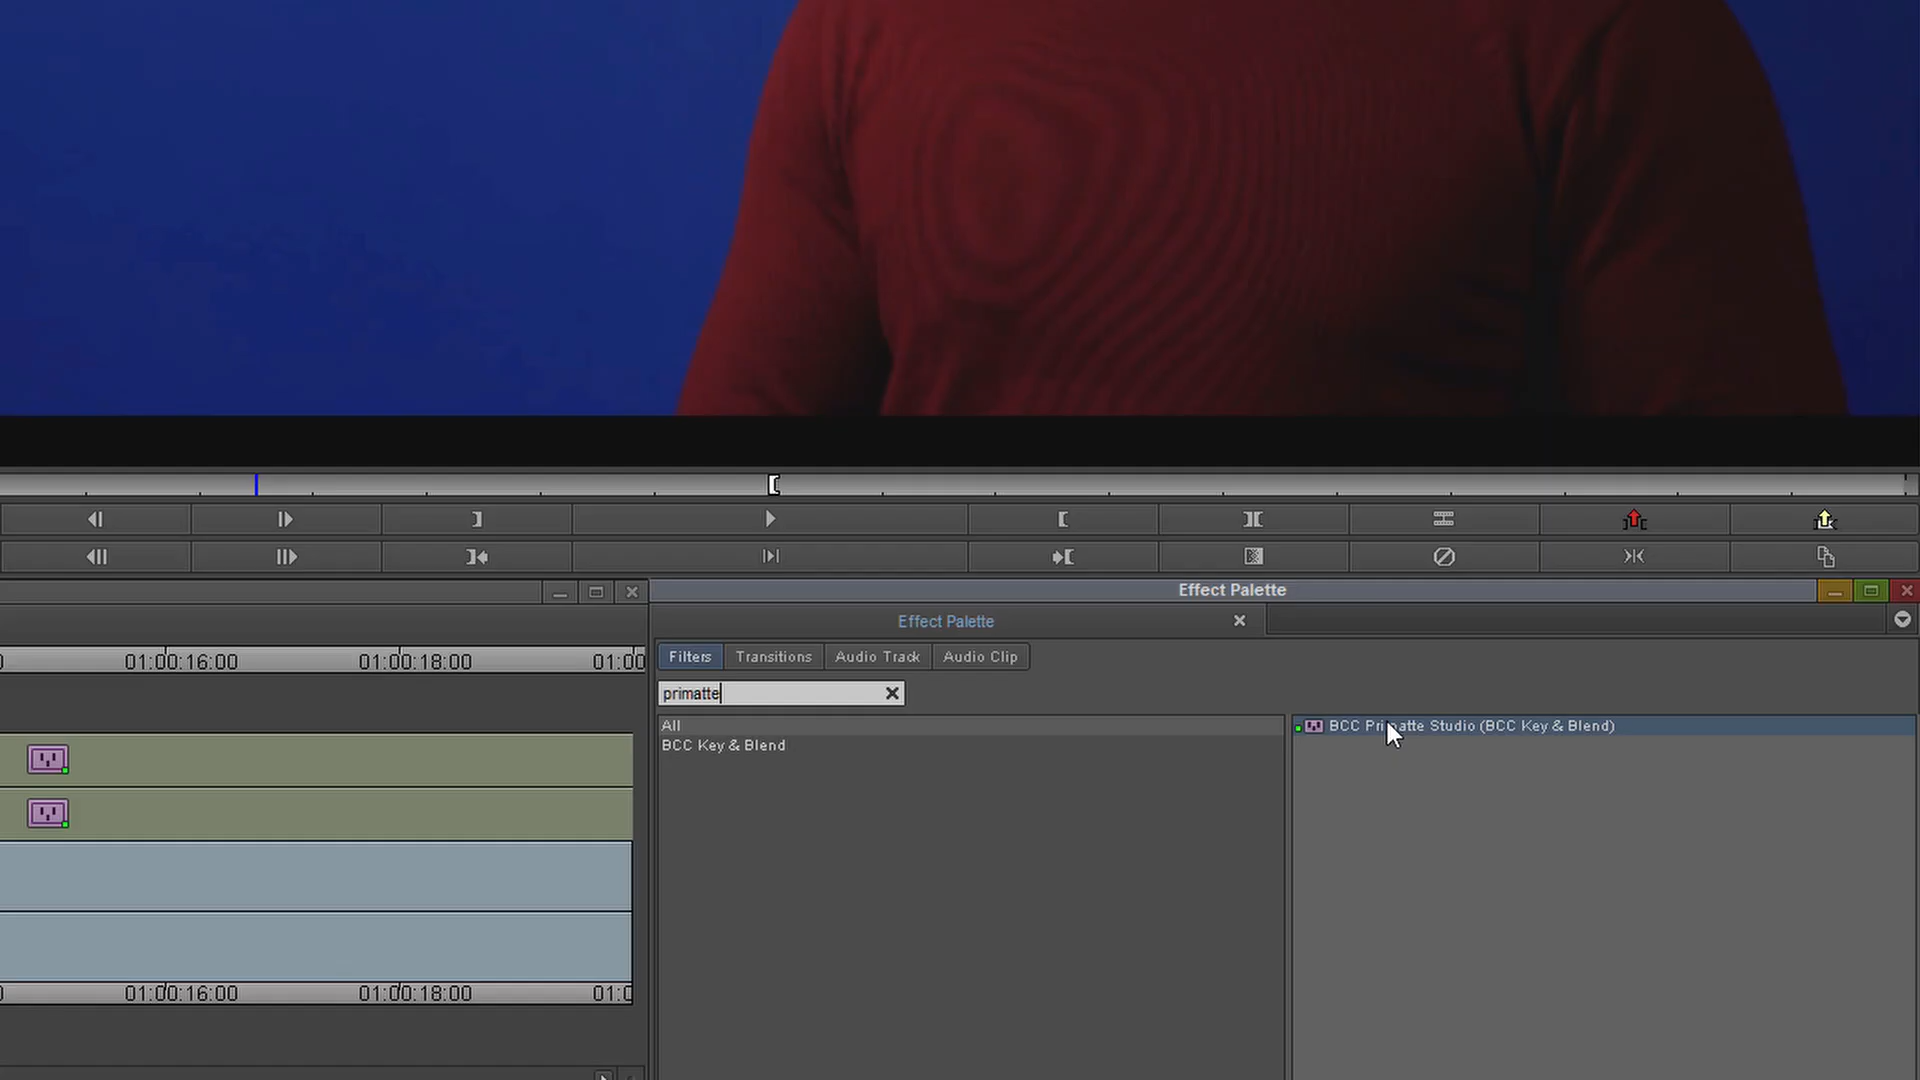 Effect Palette
Effect Palette
Filters
Transitions
Audio Track
Audio Clip
primatte
All
BCC Key & Blend
BCC Primatte Studio (BCC Key & Blend)
01:00:16:00
01:00:18:00
01:00
01:00:16:00
01:00:18:00
01:0